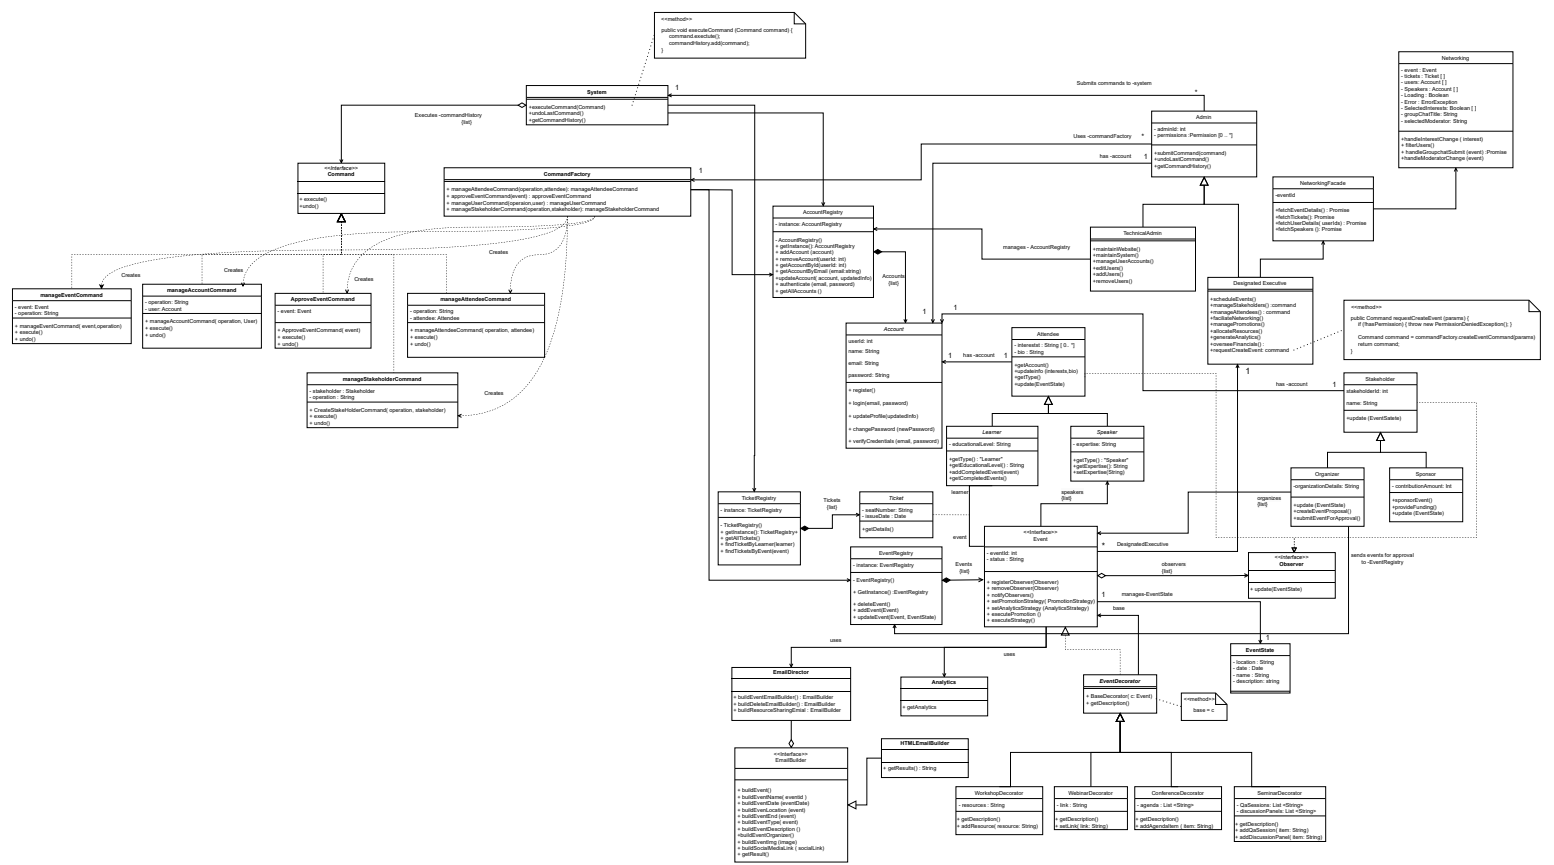 <<method>>
public void executeCommand (Command command) {
command.exectute();
commandHistory.add(command);
}
System
+executeCommand(Command)
+undoLastCommand()
+getCommandHistory()
1
Submits commands to -system
*
Executes -commandHistory
{list}
Networking
- event : Event
- tickets : Ticket [ ]
- users: Account [ ]
- Speakers : Account [ ]
- Loading : Boolean
- Error : ErrorException
- SelectedInterests: Boolean [ ]
- groupChatTitle: String
- selectedModerator: String
+handleInterestChange ( interest)
+ filterUsers()
+ handleGroupchatSubmit (event) :Promise
+handleModeratorChange (event)
Admin
- adminId: int
- permissions :Permission [0 .. *]
+submitCommand(command)
+undoLastCommand()
+getCommandHistory()
Uses -commandFactory
*
has -account
1
<<Interface>>
Command
+ execute()
+undo()
CommandFactory
+ manageAttendeeCommand(operation,attendee): manageAttendeeCommand
+ approveEventCommand(event) : approveEventCommand
+ manageUserCommand(operaion,user) : manageUserCommand
+ manageStakeholderCommand(operation,stakeholder): manageStakeholderCommand
1
NetworkingFacade
-eventId
+fetchEventDetails() : Promise
+fetchTickets(): Promise
+fetchUserDetails( userIds) : Promise
+fetchSpeakers (): Promise
AccountRegistry
- instance: AccountRegistry
- AccountRegistry()
+ getInstance(): AccountRegistry
+ addAccount (account)
+ removeAccount(userId: int)
+ getAccountById(userId: int)
+ getAccountByEmail (email:string)
+updateAccount( account, updatedInfo)
+ authenticate (email, password)
+ getAllAccounts ()
manages - AccountRegistry
TechnicalAdmin
+maintainWebsite()
+maintainSystem()
+manageUserAccounts()
+editUsers()
+addUsers()
+removeUsers()
Accounts
{list}
Creates
Creates
Creates
Creates
Creates
manageEventCommand
- event: Event
- operation: String
+ manageEventCommand( event,operation)
+ execute()
+ undo()
manageAccountCommand
- operation: String
- user: Account
+ manageAccountCommand( operation, User)
+ execute()
+ undo()
ApproveEventCommand
- event: Event
+ ApproveEventCommand( event)
+ execute()
+ undo()
manageAttendeeCommand
- operation: String
- attendee: Attendee
+ manageAttendeeCommand( operation, attendee)
+ execute()
+ undo()
manageStakeholderCommand
- stakeholder : Stakeholder
- operation : String
+ CreateStakeHolderCommand( operation, stakeholder)
+ execute()
+ undo()
Designated Executive
+scheduleEvents()
+manageStakeholders() :command
+manageAttendees() : command
+faciliateNetworking()
+managePromotions()
+allocateResources()
+generateAnalytics()
+overseeFinancials() :
+requestCreateEvent: command
1
<<method>>
public Command requestCreateEvent (params) {
if (!hasPermission) { throw new PermissionDeniedException(); }
Command command = commandFactory.createEventCommand(params)
return command;
}
1
1
Account
userId: int
name: String
email: String
password: String
+ register()
+ login(email, password)
+ updateProfile(updatedInfo)
+ changePassword (newPassword)
+ verifyCredentials (email, password)
1
has -account
1
Attendee
- interestst : String [ 0.. *]
- bio : String
+getAccount()
+updateinfo (interests,bio)
+getType()
+update(EventState)
has -account
1
Stakeholder
stakeholderId: int
name: String
+update (EventSatete)
Learner
- educationalLevel: String
+getType() : "Learner"
+getEducationalLevel() : String
+addCompletedEvent(event)
+getCompletedEvents()
learner
Speaker
- expertise: String
+getType() : "Speaker"
+getExpertise(): String
+setExpertise(String)
speakers
{list}
Organizer
-organizationDetails: String
+update (EventState)
+createEventProposal()
+submitEventForApproval()
organizes
{list}
Sponsor
- contributionAmount: Int
+sponsorEvent()
+provideFunding()
+update (EventState)
TicketRegistry
- instance: TicketRegistry
- TicketRegistry()
+ getInstance(): TicketRegistry+
+ getAllTickets()
+ findTicketByLearner(learner)
+ findTicketsByEvent(event)
Tickets
{list}
Ticket
- seatNumber: String
- issueDate : Date
+getDetails()
event
<<Interface>>
Event
- eventId: int
- status : String
+ registerObserver(Observer)
+ removeObserver(Observer)
+ notifyObservers()
+ setPromotionStrategy( PromotionStrategy)
+ setAnalyticsStrategy (AnalyticsStrategy)
+ executePromotion ()
+ executeStrategy()
*
DesignatedExecutive
observers
{list}
1
manages-EventState
base
<<Interface>>
Observer
+ update(EventState)
sends events for approval
to -EventRegistry
EventRegistry
- instance: EventRegistry
- EventRegistry()
+ GetInstance() :EventRegistry
+ deleteEvent()
+ addEvent(Event)
+ updateEvent(Event, EventState)
Events
{list}
1
EventState
- location : String
- date : Date
- name : String
- description: string
uses
uses
EmailDirector
+ buildEventEmailBuilder() : EmailBuilder
+ buildDeleteEmailBuilder() : EmailBuilder
+ buildResourceSharingEmial : EmailBuilder
Analytics
+ getAnalytics
EventDecorator
+ BaseDecorator( c: Event)
+ getDescription()
<<method>>
base = c
<<Interface>>
EmailBuilder
+ buildEvent()
+ buildEventName( eventId )
+ buildEventDate (eventDate)
+ buildEventLocation (event)
+ buildEventEnd (event)
+ buildEventType( event)
+ buildEventDescription ()
+buildEventOrganizer()
+ buildEventImg (image)
+ buildSocialMediaLink ( socialLink)
+ getResult()
HTMLEmailBuilder
+ getResults() : String
WorkshopDecorator
- resources : String
+ getDescription()
+ addResource( resource: String)
WebinarDecorator
- link : String
+ getDescription()
+ setLink( link: String)
ConferenceDecorator
- agenda : List <String>
+ getDescription()
+ addAgendaItem ( item: String)
SeminarDecorator
- QaSessions: List <String>
- discussionPanels: List <String>
+ getDescription()
+ addQaSession( item: String)
+ addDiscussionPanel( item: String)